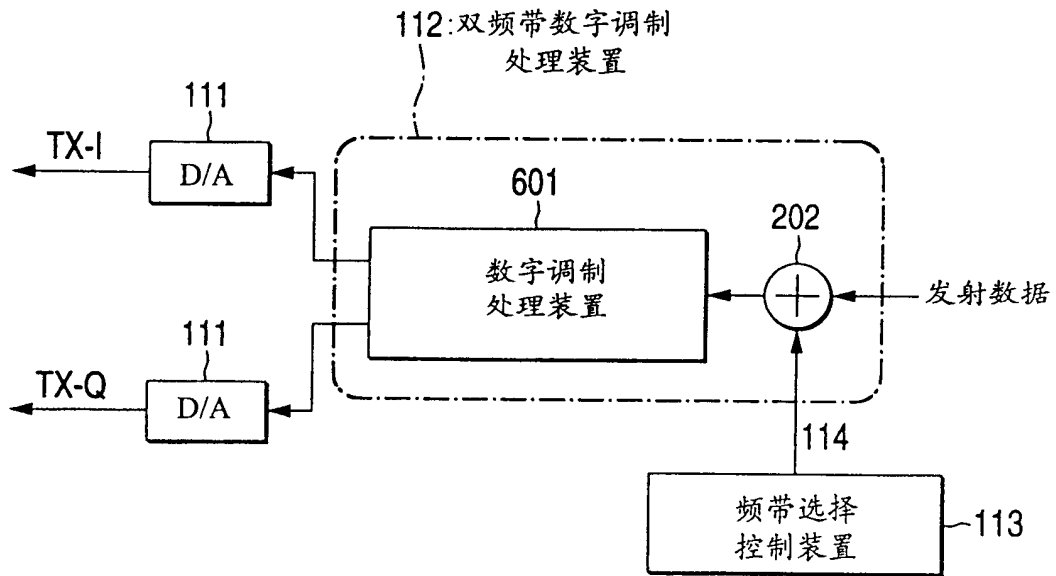 112:双频带数字调制
处理装置
111
TX-I
D/A
601
202
数字调制
处理装置
发射数据
111
TX-Q
D/A
114
频带选择
控制装置
113